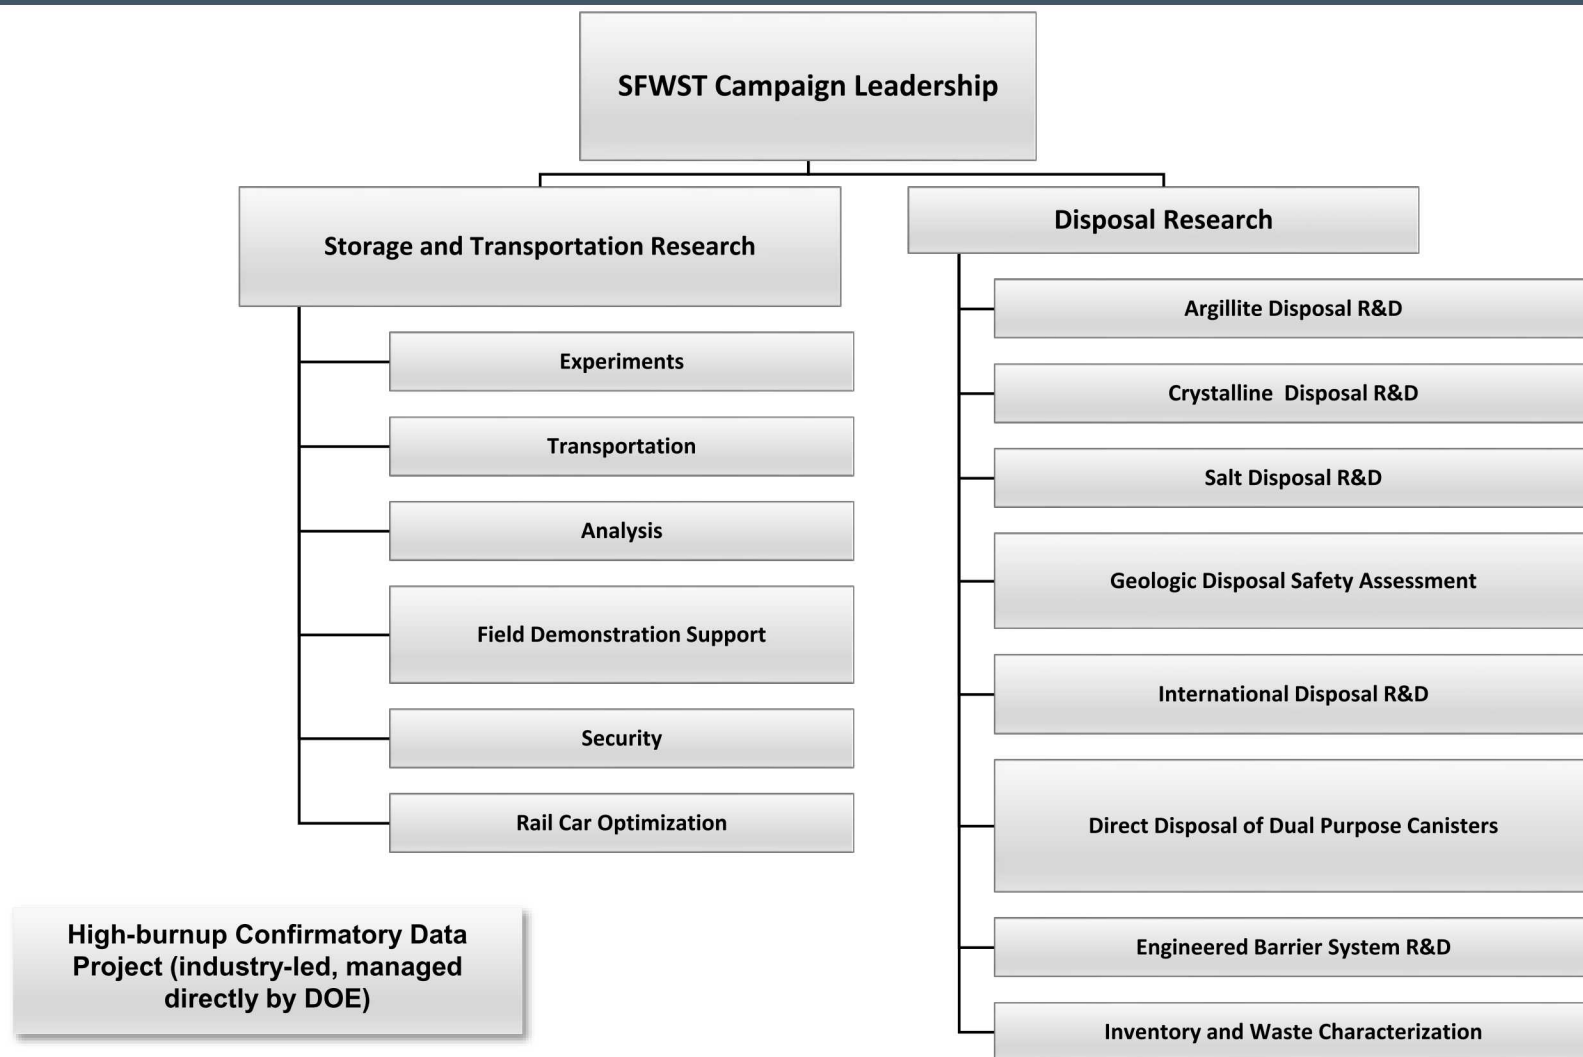 SFWST Campaign Leadership
Storage and Transportation Research
Experiments
Transportation
Analysis
Field Demonstration Support
Security
Rail Car Optimization
Disposal Research
Argillite Disposal R&D
Crystalline  Disposal R&D
Salt Disposal R&D
Geologic Disposal Safety Assessment
International Disposal R&D
Direct Disposal of Dual Purpose Canisters
Engineered Barrier System R&D
Inventory and Waste Characterization
High-burnup Confirmatory Data
Project (industry-led, managed
directly by DOE)